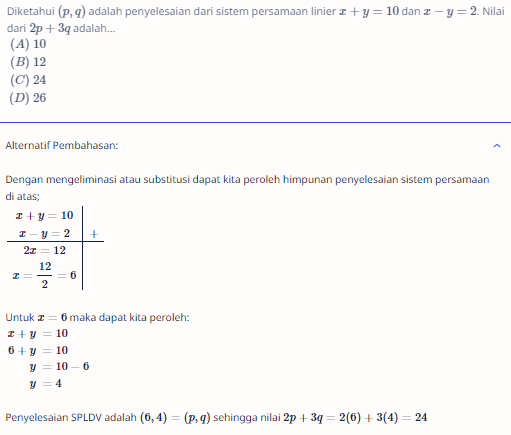 Diketahui (p, q) adalah penyelesaian dari sistem persamaan linier x + y = 10 dan x − y = 2. Nilai
dari 2p + 3q adalah...
(A) 10
(B) 12
(C) 24
(D) 26
Alternatif Pembahasan:
Dengan mengeliminasi atau substitusi dapat kita peroleh himpunan penyelesaian sistem persamaan
di atas;
x + y = 10
x − y = 2 +
2x = 12
x = 12/2 = 6
Untuk x = 6 maka dapat kita peroleh:
x + y = 10
6 + y = 10
y = 10 − 6
y = 4
Penyelesaian SPLDV adalah (6, 4) = (p, q) sehingga nilai 2p + 3q = 2(6) + 3(4) = 24